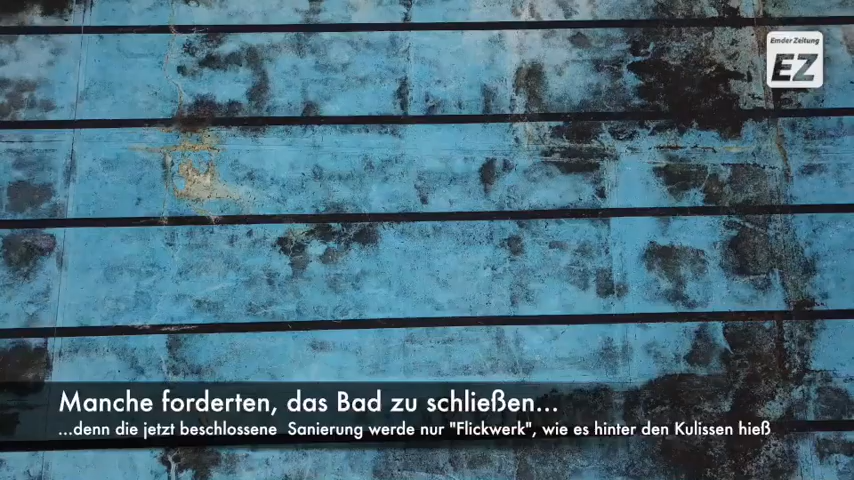 Emder Zeitung
EZ
Manche forderten, das Bad zu schließen...
...denn die jetzt beschlossene  Sanierung werde nur "Flickwerk", wie es hinter den Kulissen hieß